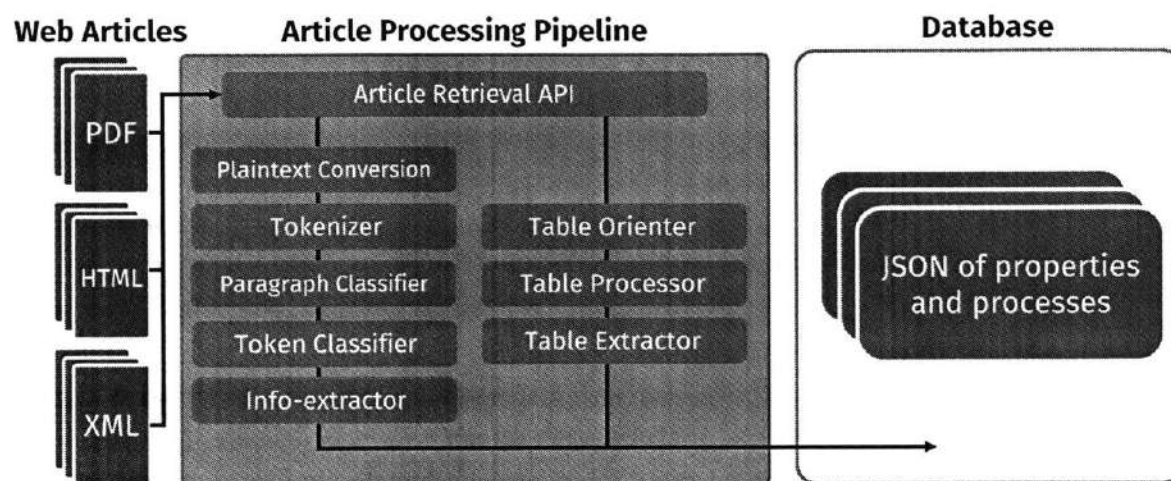 Web Articles
PDF
HTML
XML
Article Processing Pipeline
Article Retrieval API
Plaintext Conversion
Tokenizer
Paragraph Classifier
Token Classifier
Info-extractor
Table Orienter
Table Processor
Table Extractor
Database
JSON of properties
and processes